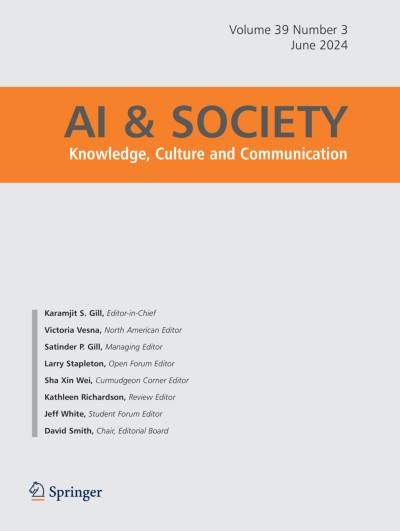 Volume 39 Number 3
June 2024
AI & SOCIETY
Knowledge, Culture and Communication
Karamjit S. Gill, Editor-in-Chief
Victoria Vesna, North American Editor
Satinder P. Gill, Managing Editor
Larry Stapleton, Open Forum Editor
Sha Xin Wei, Curmudgeon Corner Editor
Kathleen Richardson, Review Editor
Jeff White, Student Forum Editor
David Smith, Chair, Editorial Board
Springer